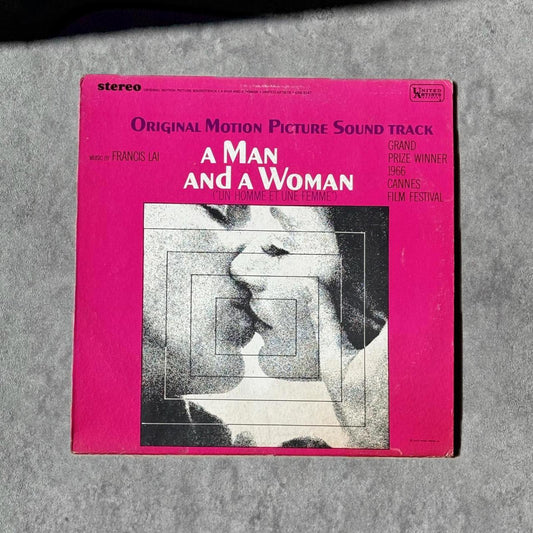 stereo
ORIGINAL MOTION PICTURE SOUND TRACK
UNITED
ARTISTS
MUSIC BY FRANCIS LAI
A MAN
AND A WOMAN
("UN HOMME ET UNE FEMME")
GRAND
PRIZE WINNER
1966
CANNES
FILM FESTIVAL